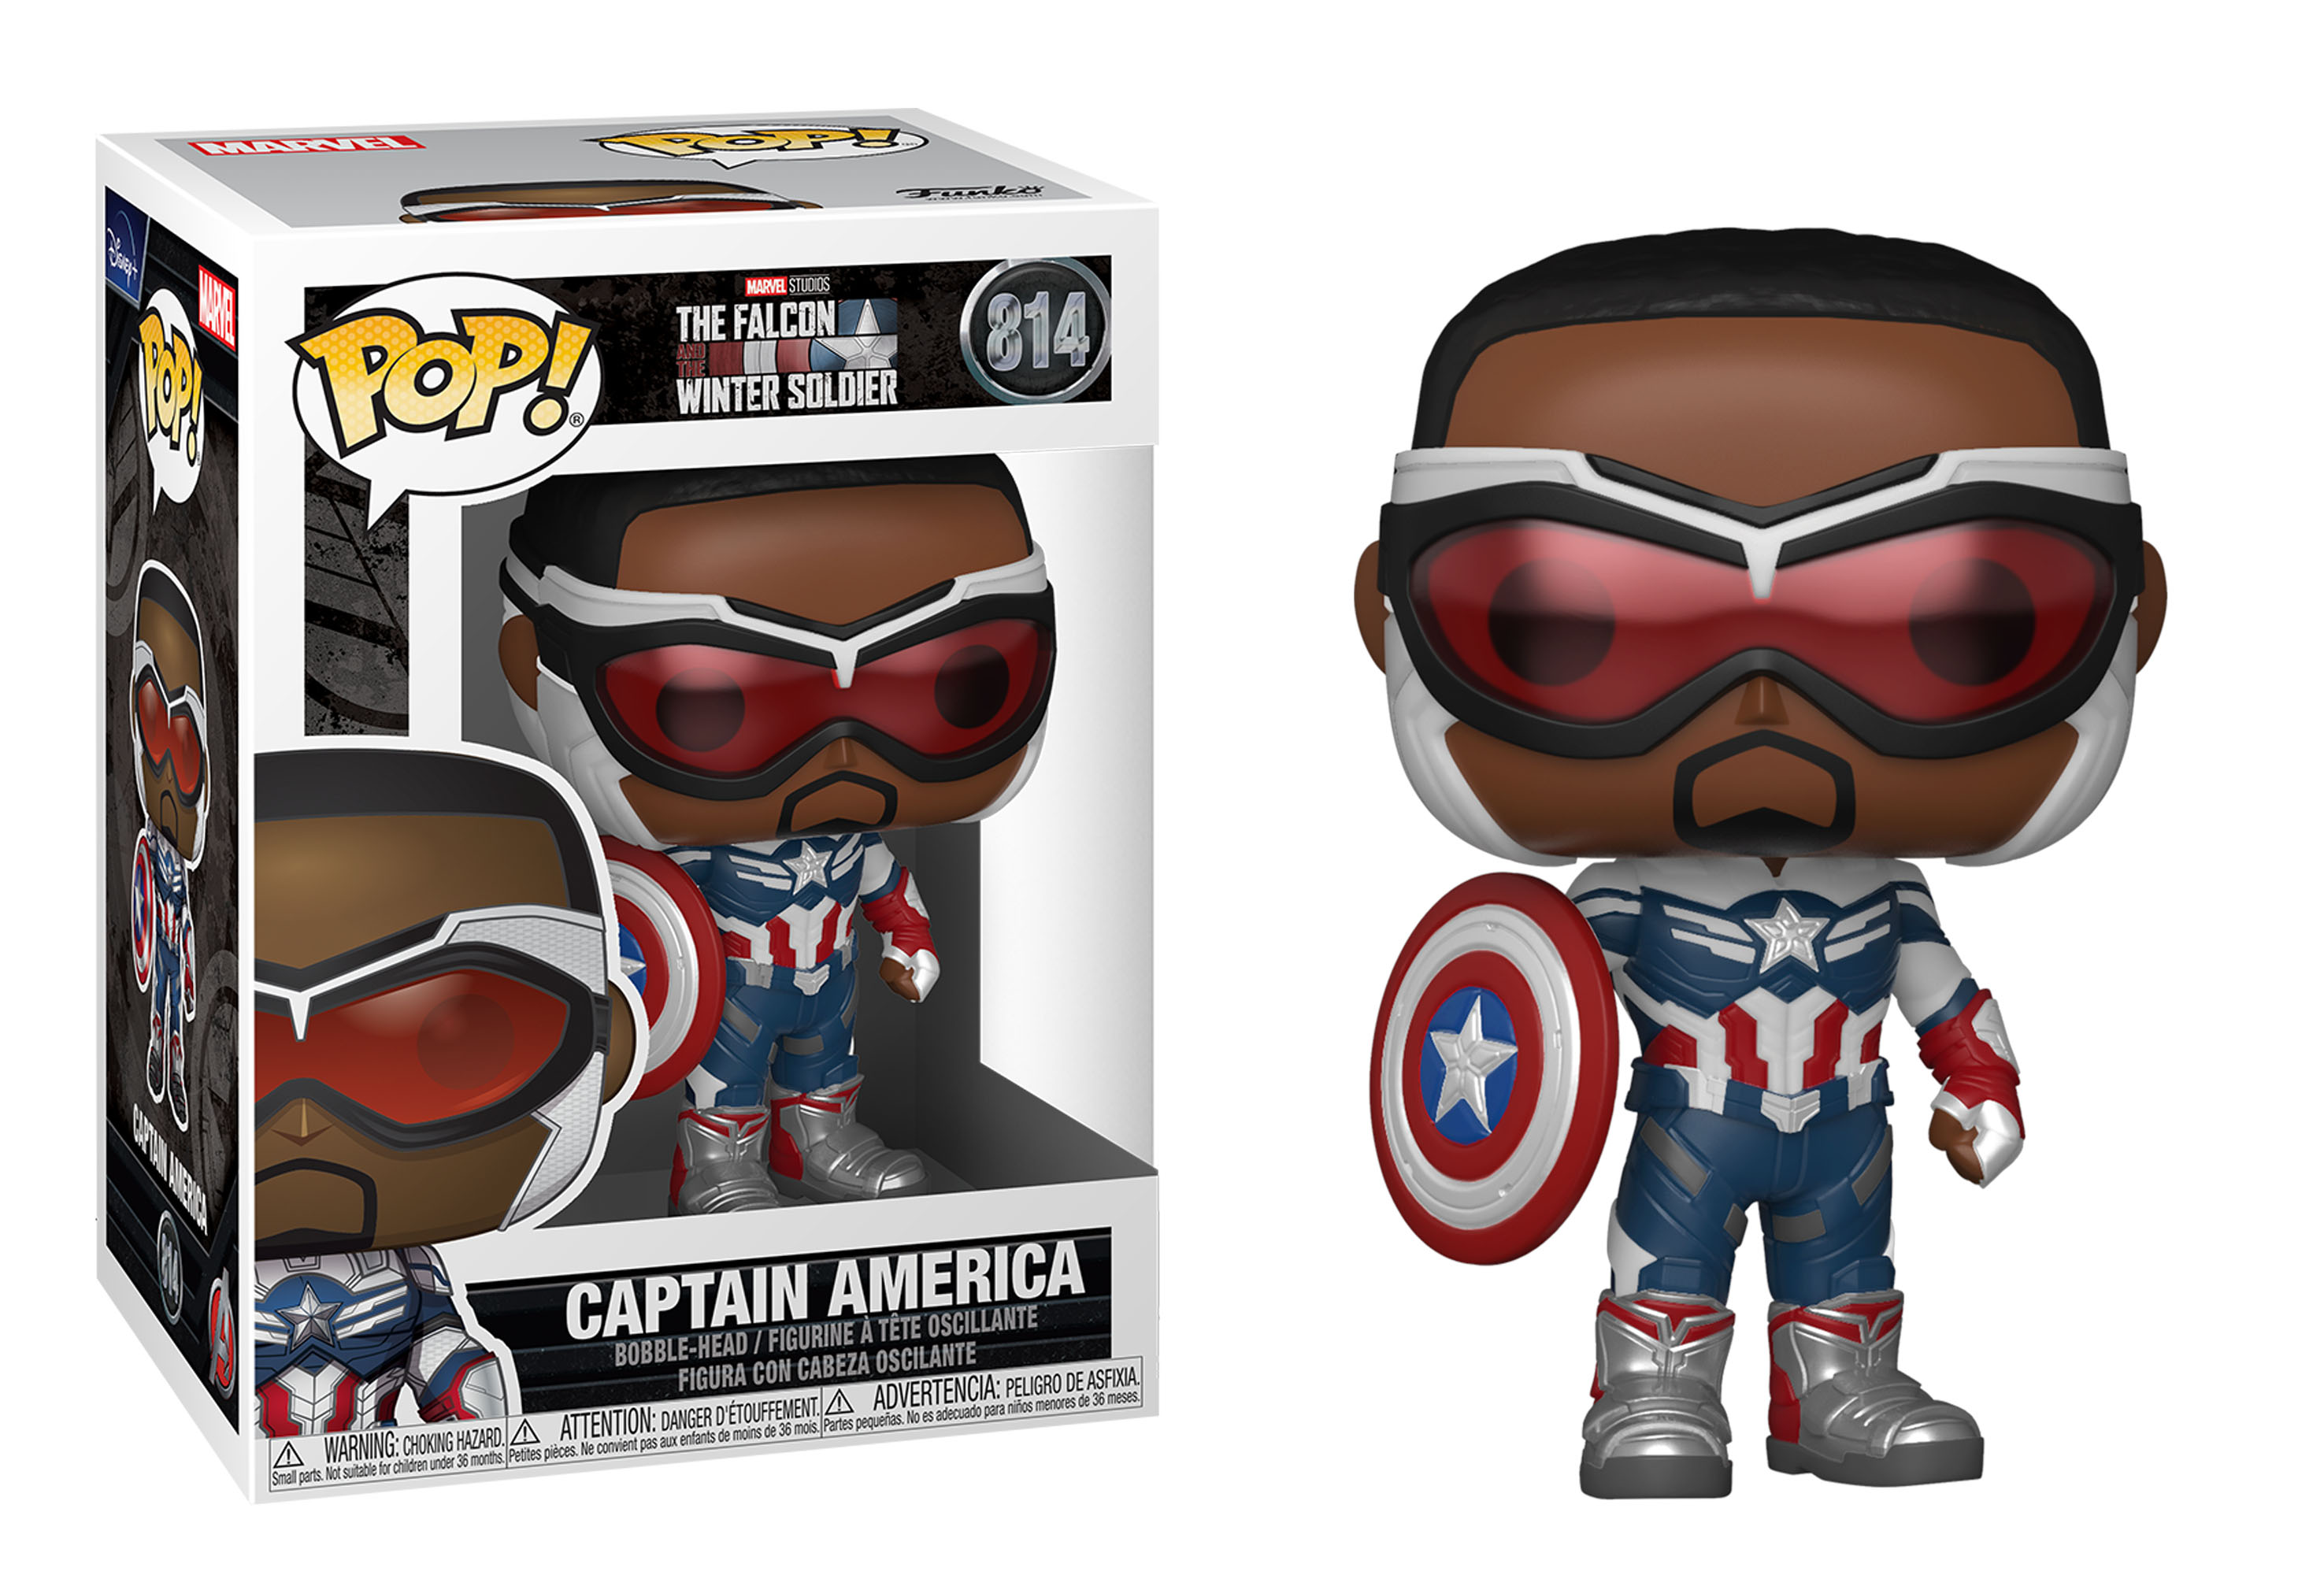 MARVEL
POP!
Funko
Disney+
MARVEL
POP!
CAPTAIN AMERICA
814
POP!®
MARVEL STUDIOS
THE FALCON
AND
THE
WINTER SOLDIER
814
CAPTAIN AMERICA
BOBBLE-HEAD / FIGURINE À TÊTE OSCILLANTE
FIGURA CON CABEZA OSCILANTE
WARNING: CHOKING HAZARD.
Small parts. Not suitable for children under 36 months.
ATTENTION: DANGER D'ÉTOUFFEMENT.
Petites pièces. Ne convient pas aux enfants de moins de 36 mois.
ADVERTENCIA: PELIGRO DE ASFIXIA.
Partes pequeñas. No es adecuado para niños menores de 36 meses.